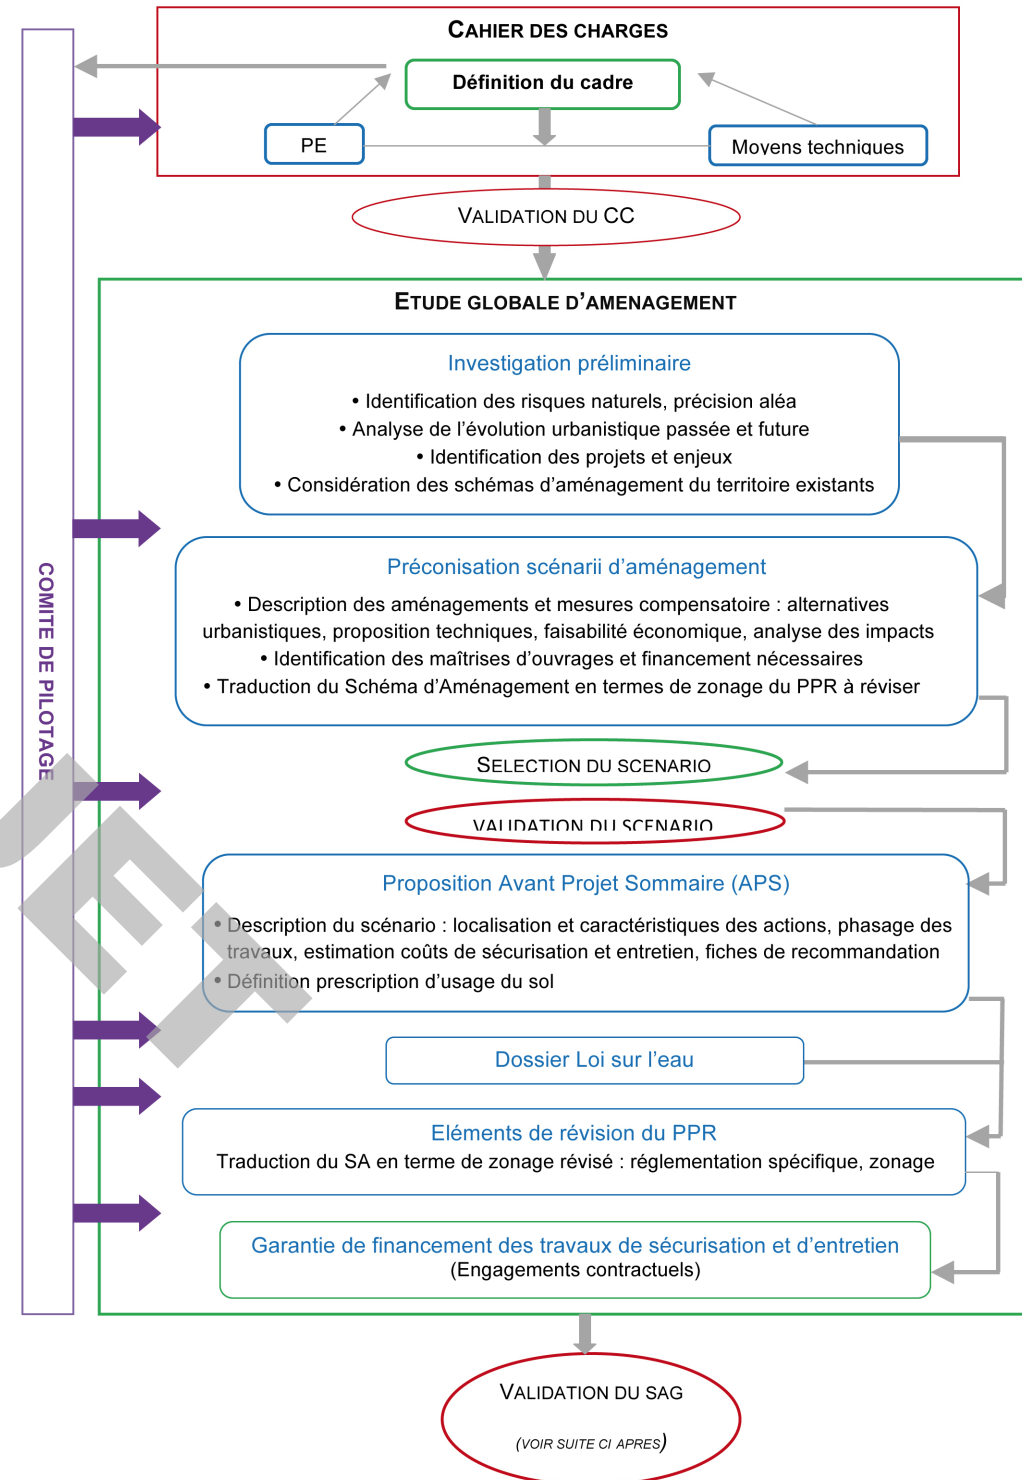 CAHIER DES CHARGES
Définition du cadre
PE
Moyens techniques
VALIDATION DU CC
ETUDE GLOBALE D’AMENAGEMENT
Investigation préliminaire
• Identification des risques naturels, précision aléa
• Analyse de l’évolution urbanistique passée et future
• Identification des projets et enjeux
• Considération des schémas d’aménagement du territoire existants
COMITE DE PILOTAGE
Préconisation scénarii d’aménagement
• Description des aménagements et mesures compensatoire : alternatives
urbanistiques, proposition techniques, faisabilité économique, analyse des impacts
• Identification des maîtrises d’ouvrages et financement nécessaires
• Traduction du Schéma d’Aménagement en termes de zonage du PPR à réviser
SELECTION DU SCENARIO
VALIDATION DU SCENARIO
Proposition Avant Projet Sommaire (APS)
• Description du scénario : localisation et caractéristiques des actions, phasage des
travaux, estimation coûts de sécurisation et entretien, fiches de recommandation
• Définition prescription d’usage du sol
Dossier Loi sur l’eau
Eléments de révision du PPR
Traduction du SA en terme de zonage révisé : réglementation spécifique, zonage
Garantie de financement des travaux de sécurisation et d’entretien
(Engagements contractuels)
VALIDATION DU SAG
(VOIR SUITE CI APRES)
JET